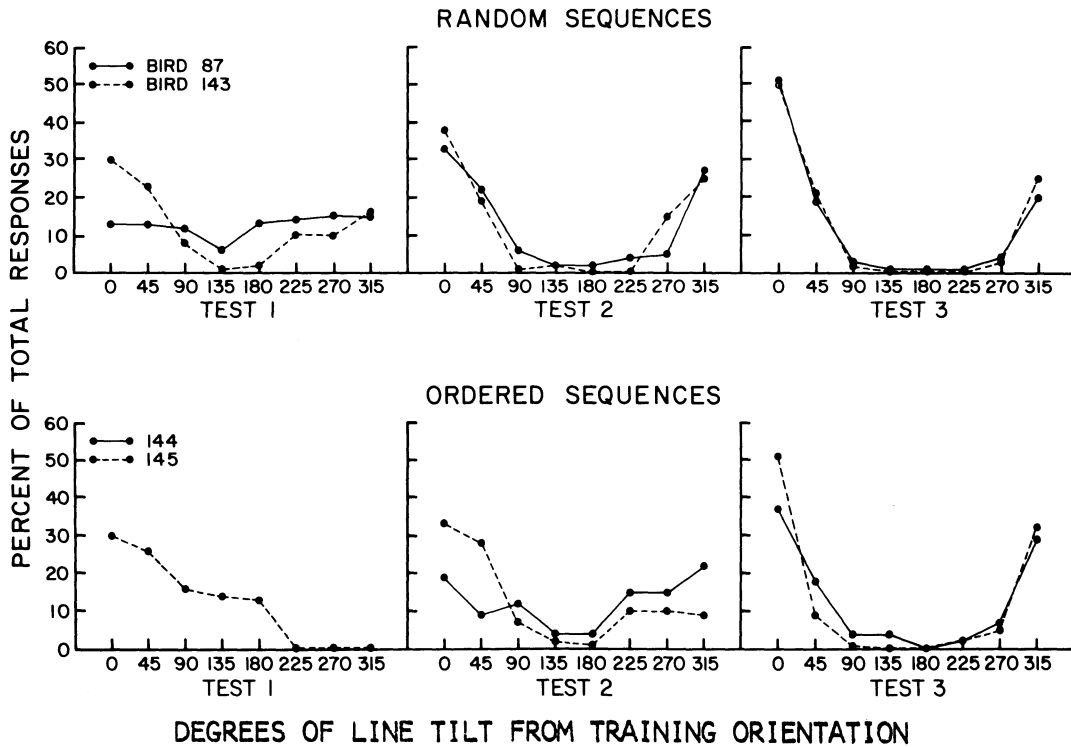 RANDOM SEQUENCES
PERCENT OF TOTAL RESPONSES
60
50
40
30
20
10
0
BIRD 87
BIRD 143
0 45 90 135 180 225 270 315
TEST 1
0 45 90 135 180 225 270 315
TEST 2
0 45 90 135 180 225 270 315
TEST 3
ORDERED SEQUENCES
60
50
40
30
20
10
0
144
145
0 45 90 135 180 225 270 315
TEST 1
0 45 90 135 180 225 270 315
TEST 2
0 45 90 135 180 225 270 315
TEST 3
DEGREES OF LINE TILT FROM TRAINING ORIENTATION